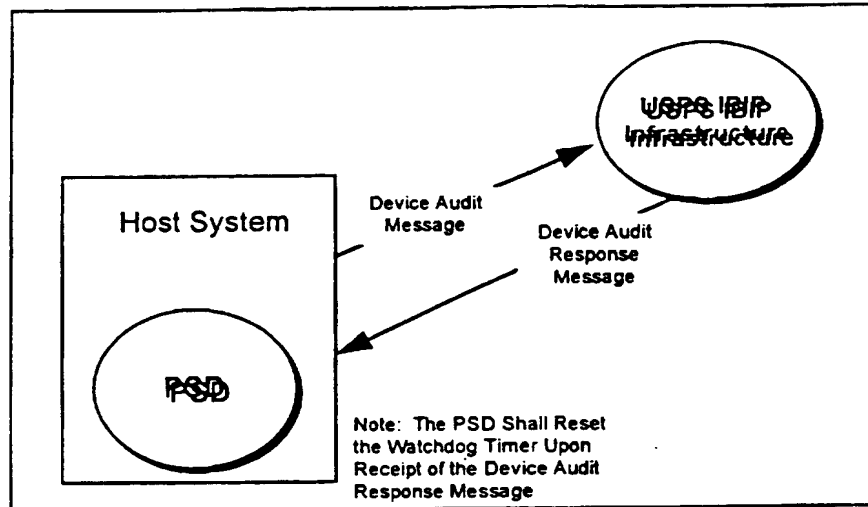 USPS IBIP
Infrastructure
Device Audit
Message
Host System
Device Audit
Response
Message
PSD
Note: The PSD Shall Reset
the Watchdog Timer Upon
Receipt of the Device Audit
Response Message